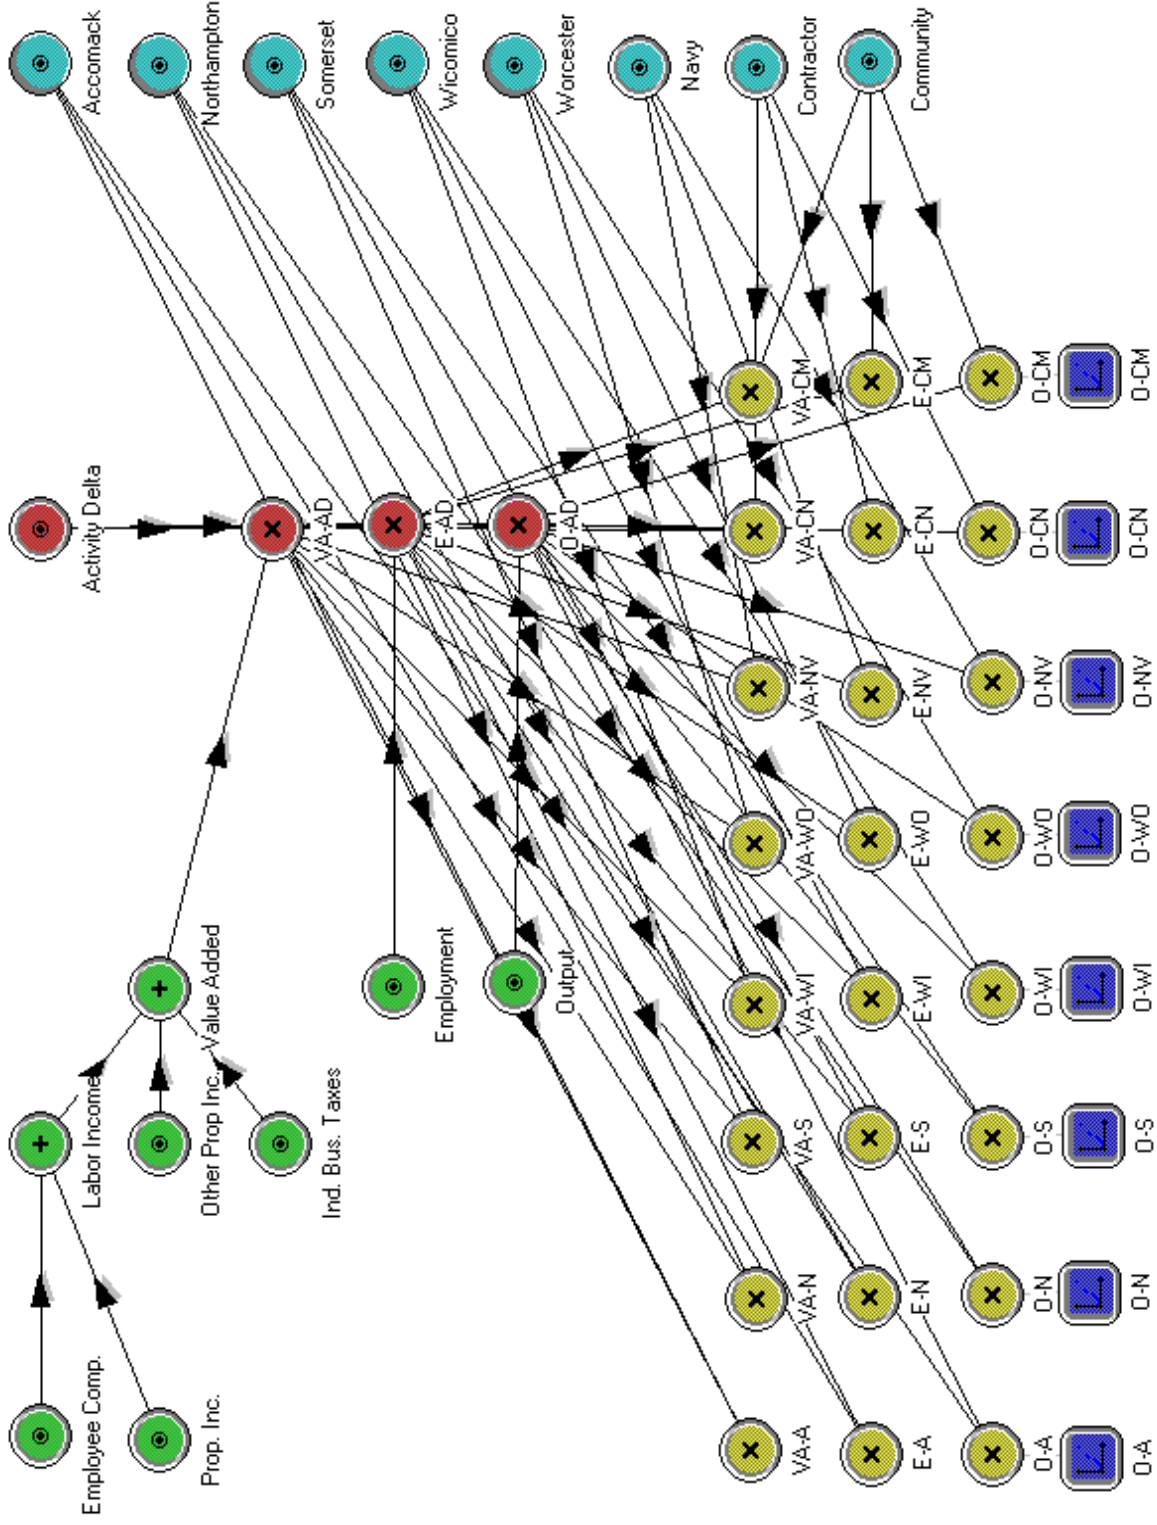 Employee Comp.
Prop. Inc.
Labor Income
Other Prop Inc.
Ind. Bus. Taxes
Value Added
Employment
Output
Activity Delta
VA-AD
E-AD
O-AD
Accomack
Northampton
Somerset
Wicomico
Worcester
Navy
Contractor
Community
VA-A
VA-N
VA-S
VA-WI
VA-WO
VA-NV
VA-CN
VA-CM
E-A
E-N
E-S
E-WI
E-WO
E-NV
E-CN
E-CM
O-A
O-N
O-S
O-WI
O-WO
O-NV
O-CN
O-CM
O-A
O-N
O-S
O-WI
O-WO
O-NV
O-CN
O-CM